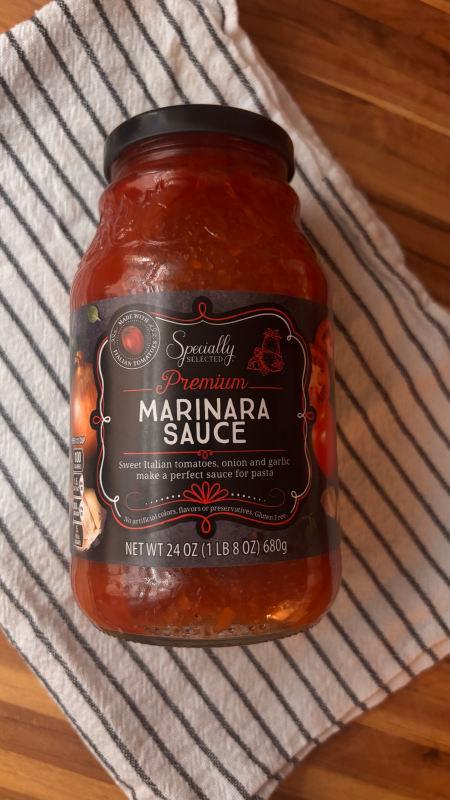 MADE WITH
ITALIAN TOMATOES
Specially
SELECTED
Premium
MARINARA
SAUCE
Sweet Italian tomatoes, onion and garlic
make a perfect sauce for pasta
No artificial colors, flavors or preservatives. Gluten Free
NET WT 24 OZ (1 LB 8 OZ) 680g
100